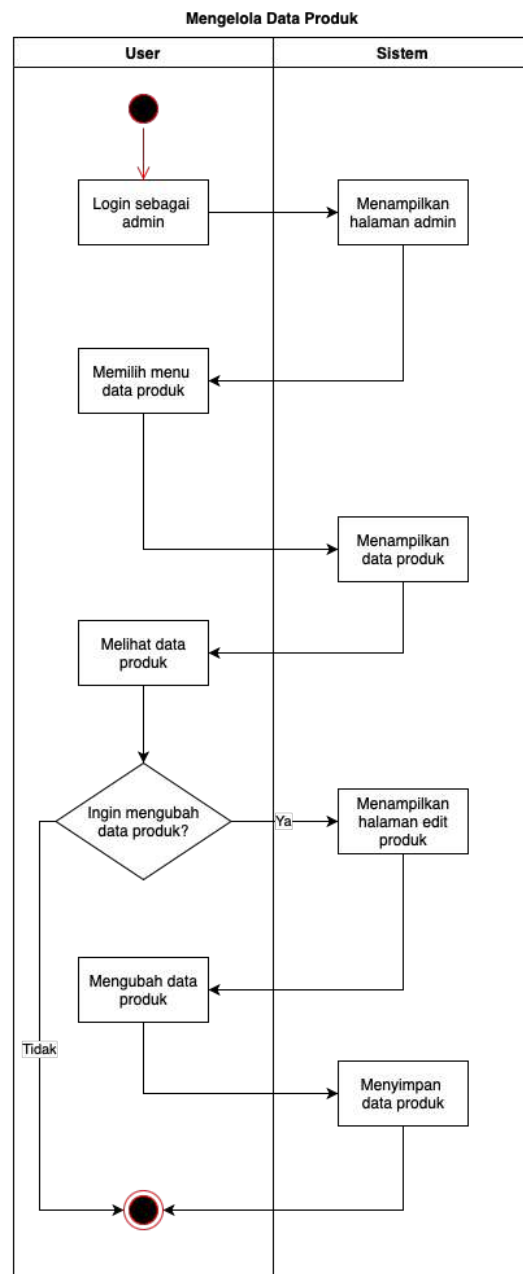 Mengelola Data Produk
User
Sistem
Login sebagai
admin
Menampilkan
halaman admin
Memilih menu
data produk
Menampilkan
data produk
Melihat data
produk
Ingin mengubah
data produk?
Ya
Menampilkan
halaman edit
produk
Mengubah data
produk
Tidak
Menyimpan
data produk